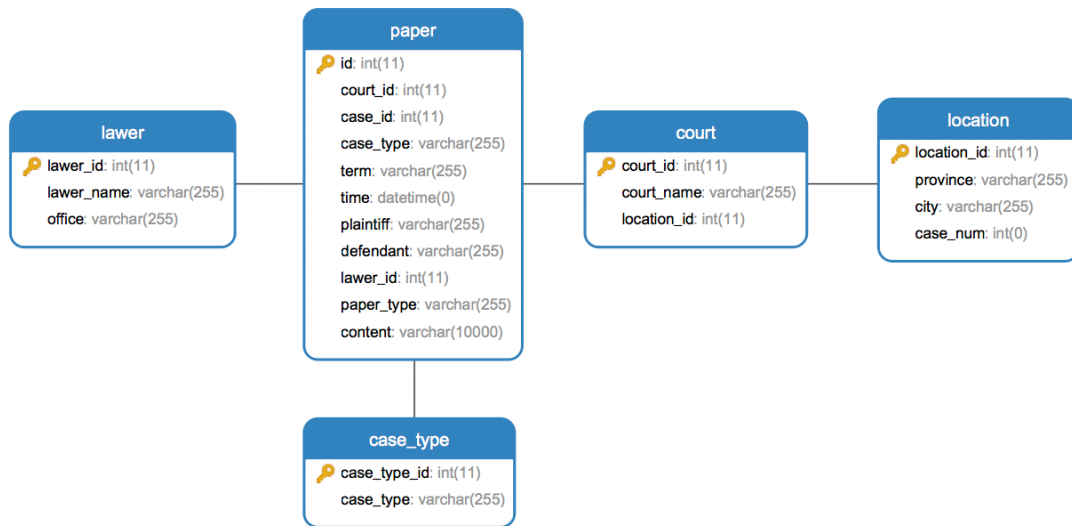 paper
id: int(11)
court_id: int(11)
case_id: int(11)
case_type: varchar(255)
term: varchar(255)
time: datetime(0)
plaintiff: varchar(255)
defendant: varchar(255)
lawer_id: int(11)
paper_type: varchar(255)
content: varchar(10000)
lawer
lawer_id: int(11)
lawer_name: varchar(255)
office: varchar(255)
court
court_id: int(11)
court_name: varchar(255)
location_id: int(11)
location
location_id: int(11)
province: varchar(255)
city: varchar(255)
case_num: int(0)
case_type
case_type_id: int(11)
case_type: varchar(255)